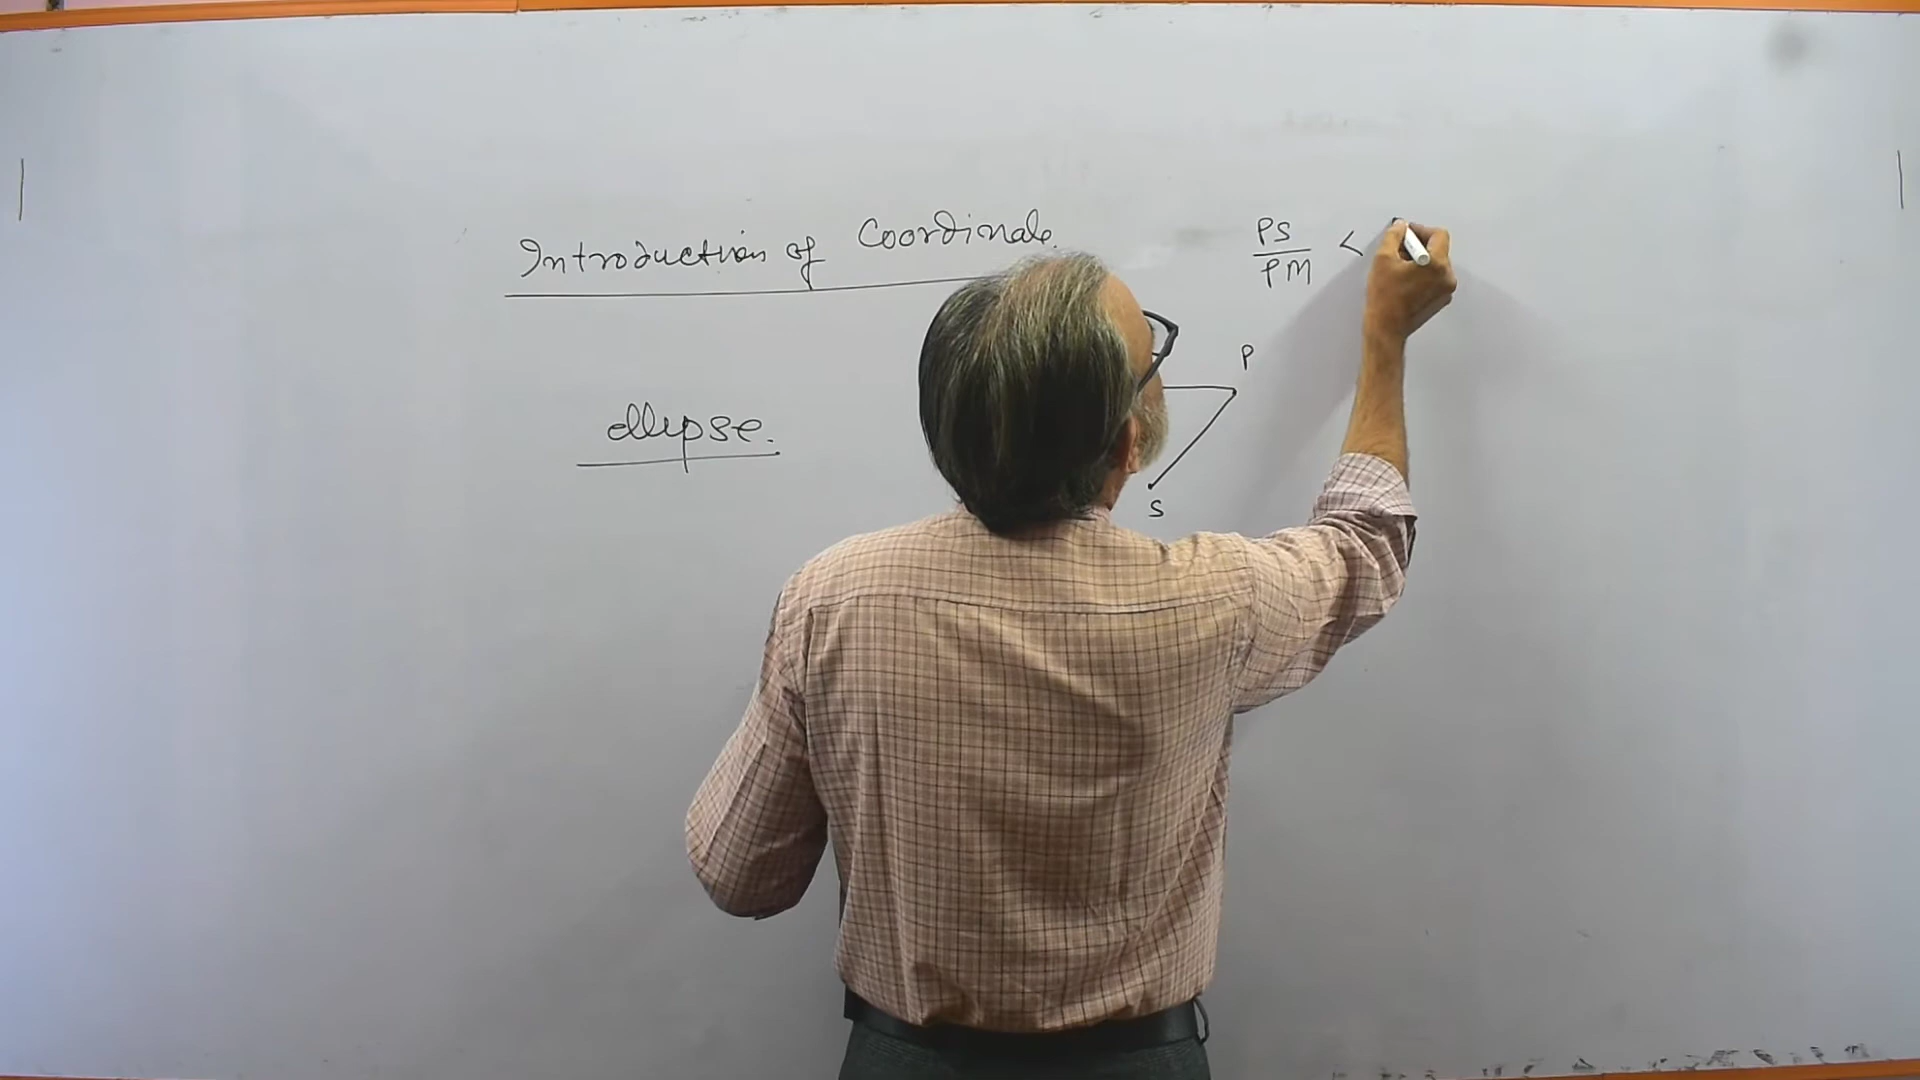 Introduction of Coordinate.
PS
PM <
P
ellipse.
S